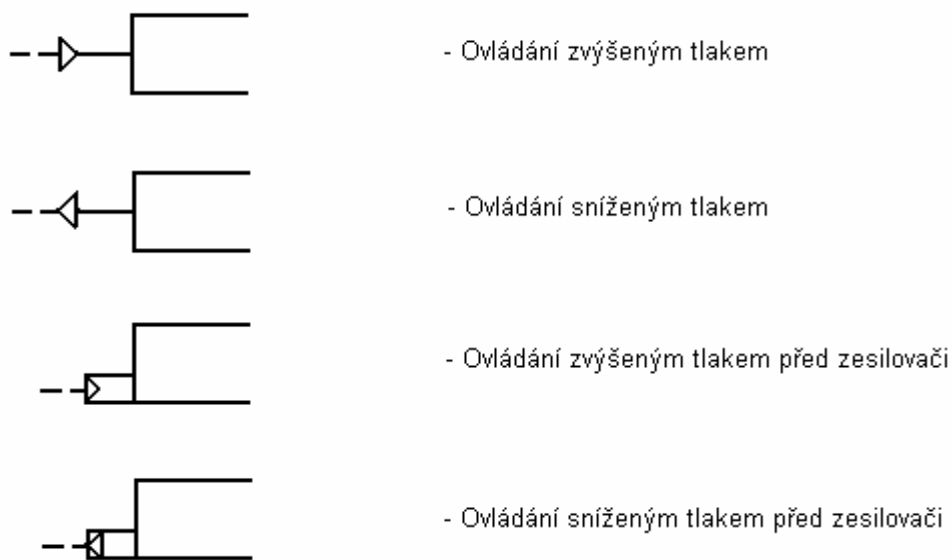 - Ovládání zvýšeným tlakem
- Ovládání sníženým tlakem
- Ovládání zvýšeným tlakem před zesilovači
- Ovládání sníženým tlakem před zesilovači